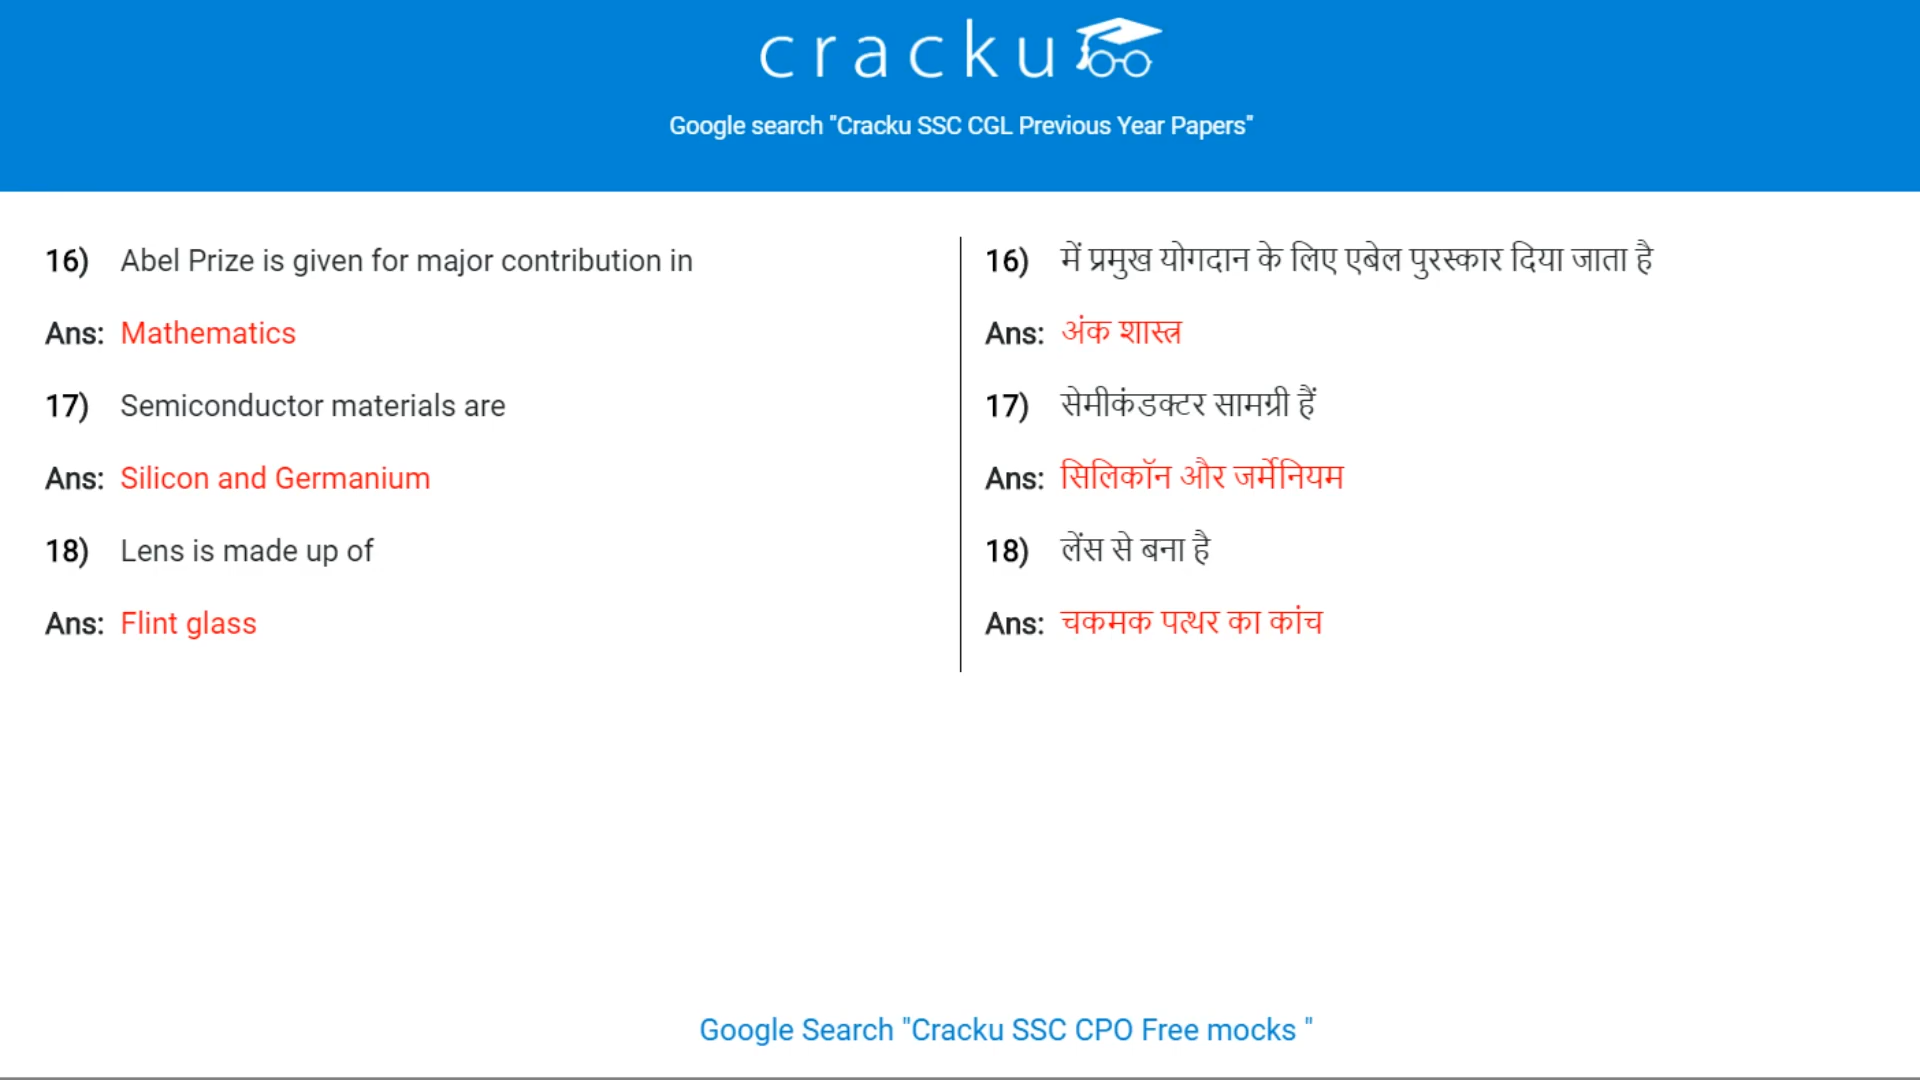 cracku
Google search "Cracku SSC CGL Previous Year Papers"
16) Abel Prize is given for major contribution in
Ans: Mathematics
17) Semiconductor materials are
Ans: Silicon and Germanium
18) Lens is made up of
Ans: Flint glass
16) में प्रमुख योगदान के लिए एबेल पुरस्कार दिया जाता है
Ans: अंक शास्त्र
17) सेमीकंडक्टर सामग्री हैं
Ans: सिलिकॉन और जर्मेनियम
18) लेंस से बना है
Ans: चकमक पत्थर का कांच
Google Search "Cracku SSC CPO Free mocks "